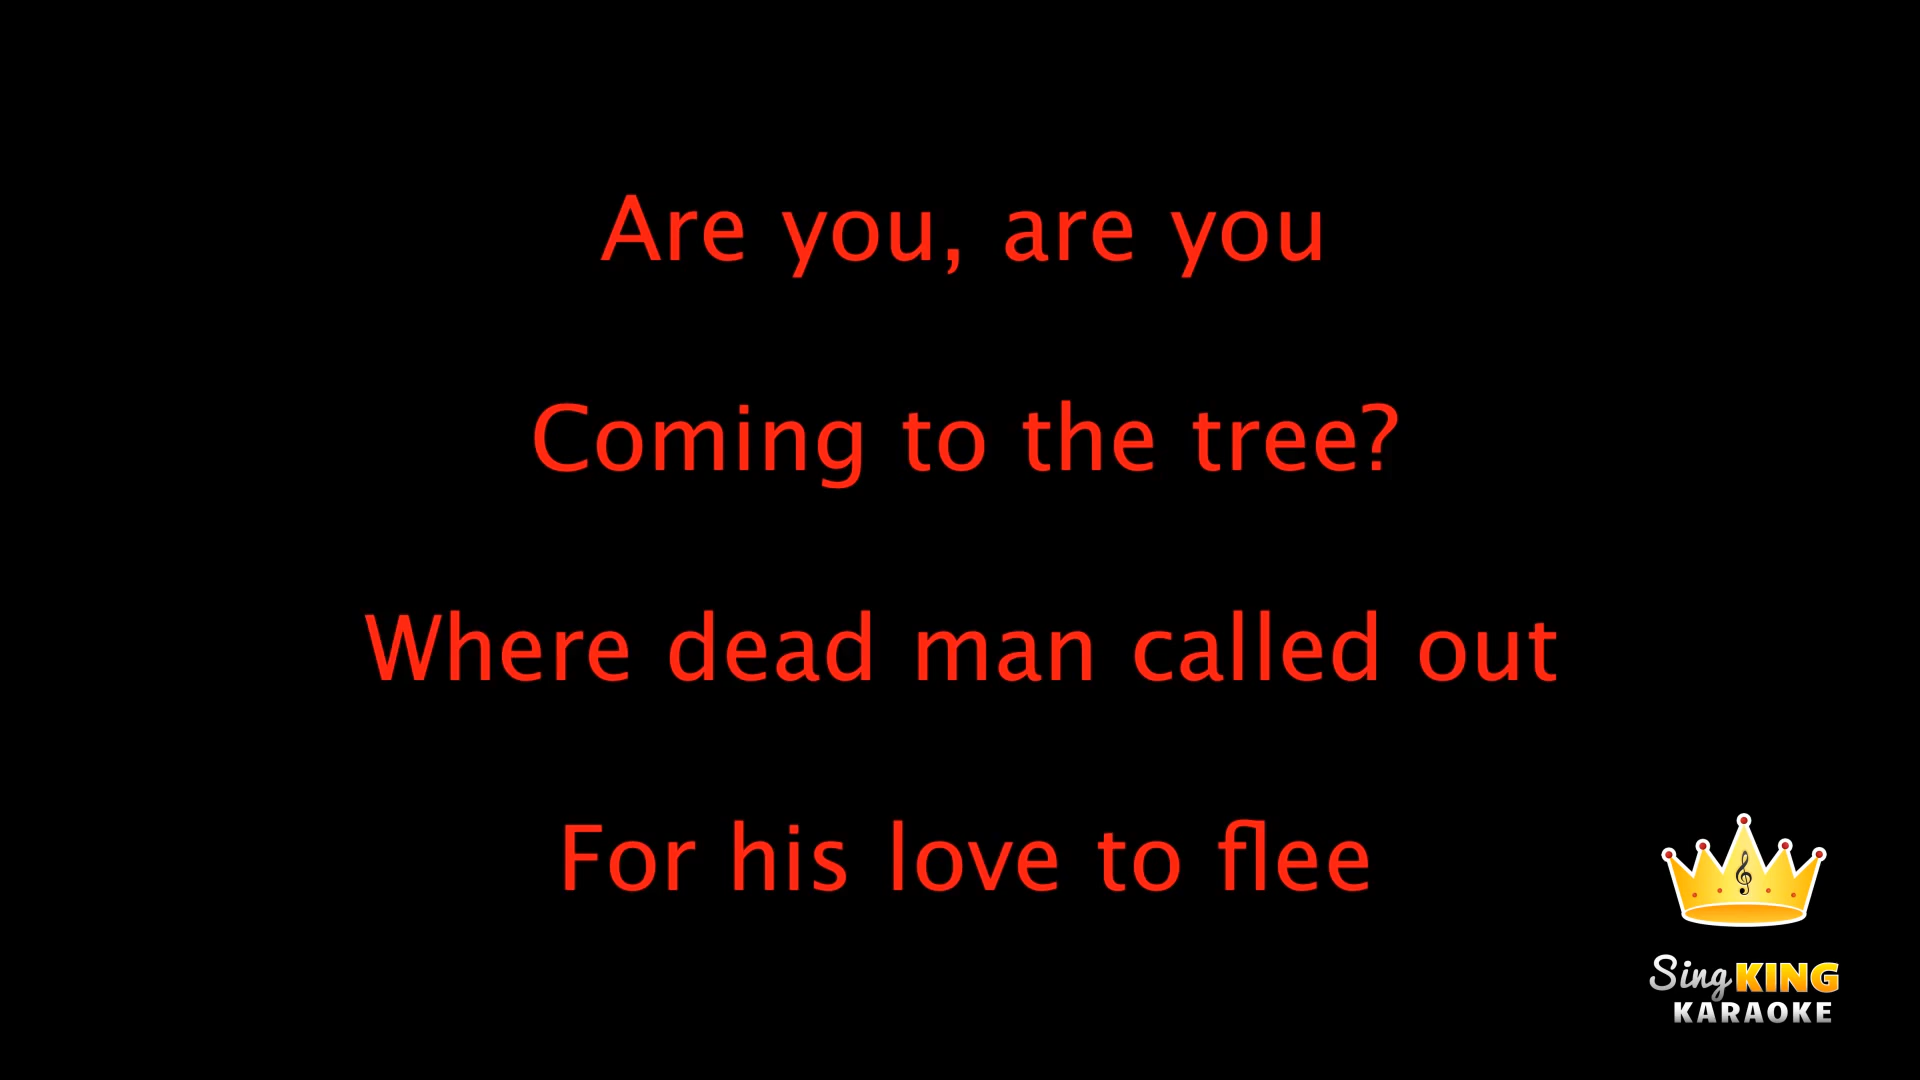 Are you, are you
Coming to the tree?
Where dead man called out
For his love to flee
Sing KING
KARAOKE